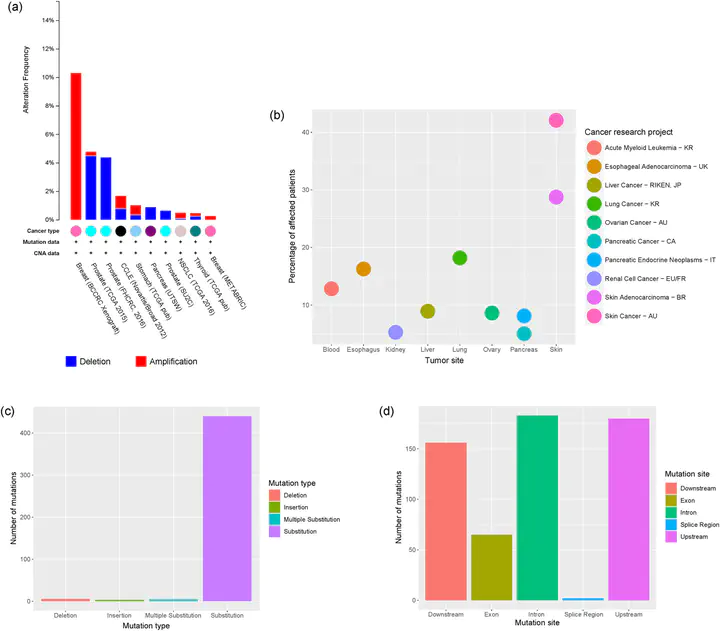 (a)
Alteration Frequency
14%
12%
10%
8%
6%
4%
2%
0%
Cancer type
Mutation data + + + + + + + + + +
CNA data + + + + + + + + + +
Breast (BCCRC Xenograft)
Prostate (TCGA 2015)
Prostate (FHCRC, 2016)
CCLE (Novartis/Broad 2012)
Stomach (TCGA pub)
Pancreas (UTSW)
Prostate (SU2C)
NSCLC (TCGA 2016)
Thyroid (TCGA pub)
Breast (METABRIC)
Deletion Amplification
(b)
Percentage of affected patients
40
30
20
10
Blood Esophagus Kidney Liver Lung Ovary Pancreas Skin
Tumor site
Cancer research project
Acute Myeloid Leukemia − KR
Esophageal Adenocarcinoma − UK
Liver Cancer − RIKEN. JP
Lung Cancer − KR
Ovarian Cancer − AU
Pancreatic Cancer − CA
Pancreatic Endocrine Neoplasms − IT
Renal Cell Cancer − EU/FR
Skin Adenocarcinoma − BR
Skin Cancer − AU
(c)
Number of mutations
400
300
200
100
0
Deletion Insertion Multiple Substitution Substitution
Mutation type
Mutation type
Deletion
Insertion
Multiple Substitution
Substitution
(d)
Number of mutations
150
100
50
0
Downstream Exon Intron Splice Region Upstream
Mutation site
Mutation site
Downstream
Exon
Intron
Splice Region
Upstream